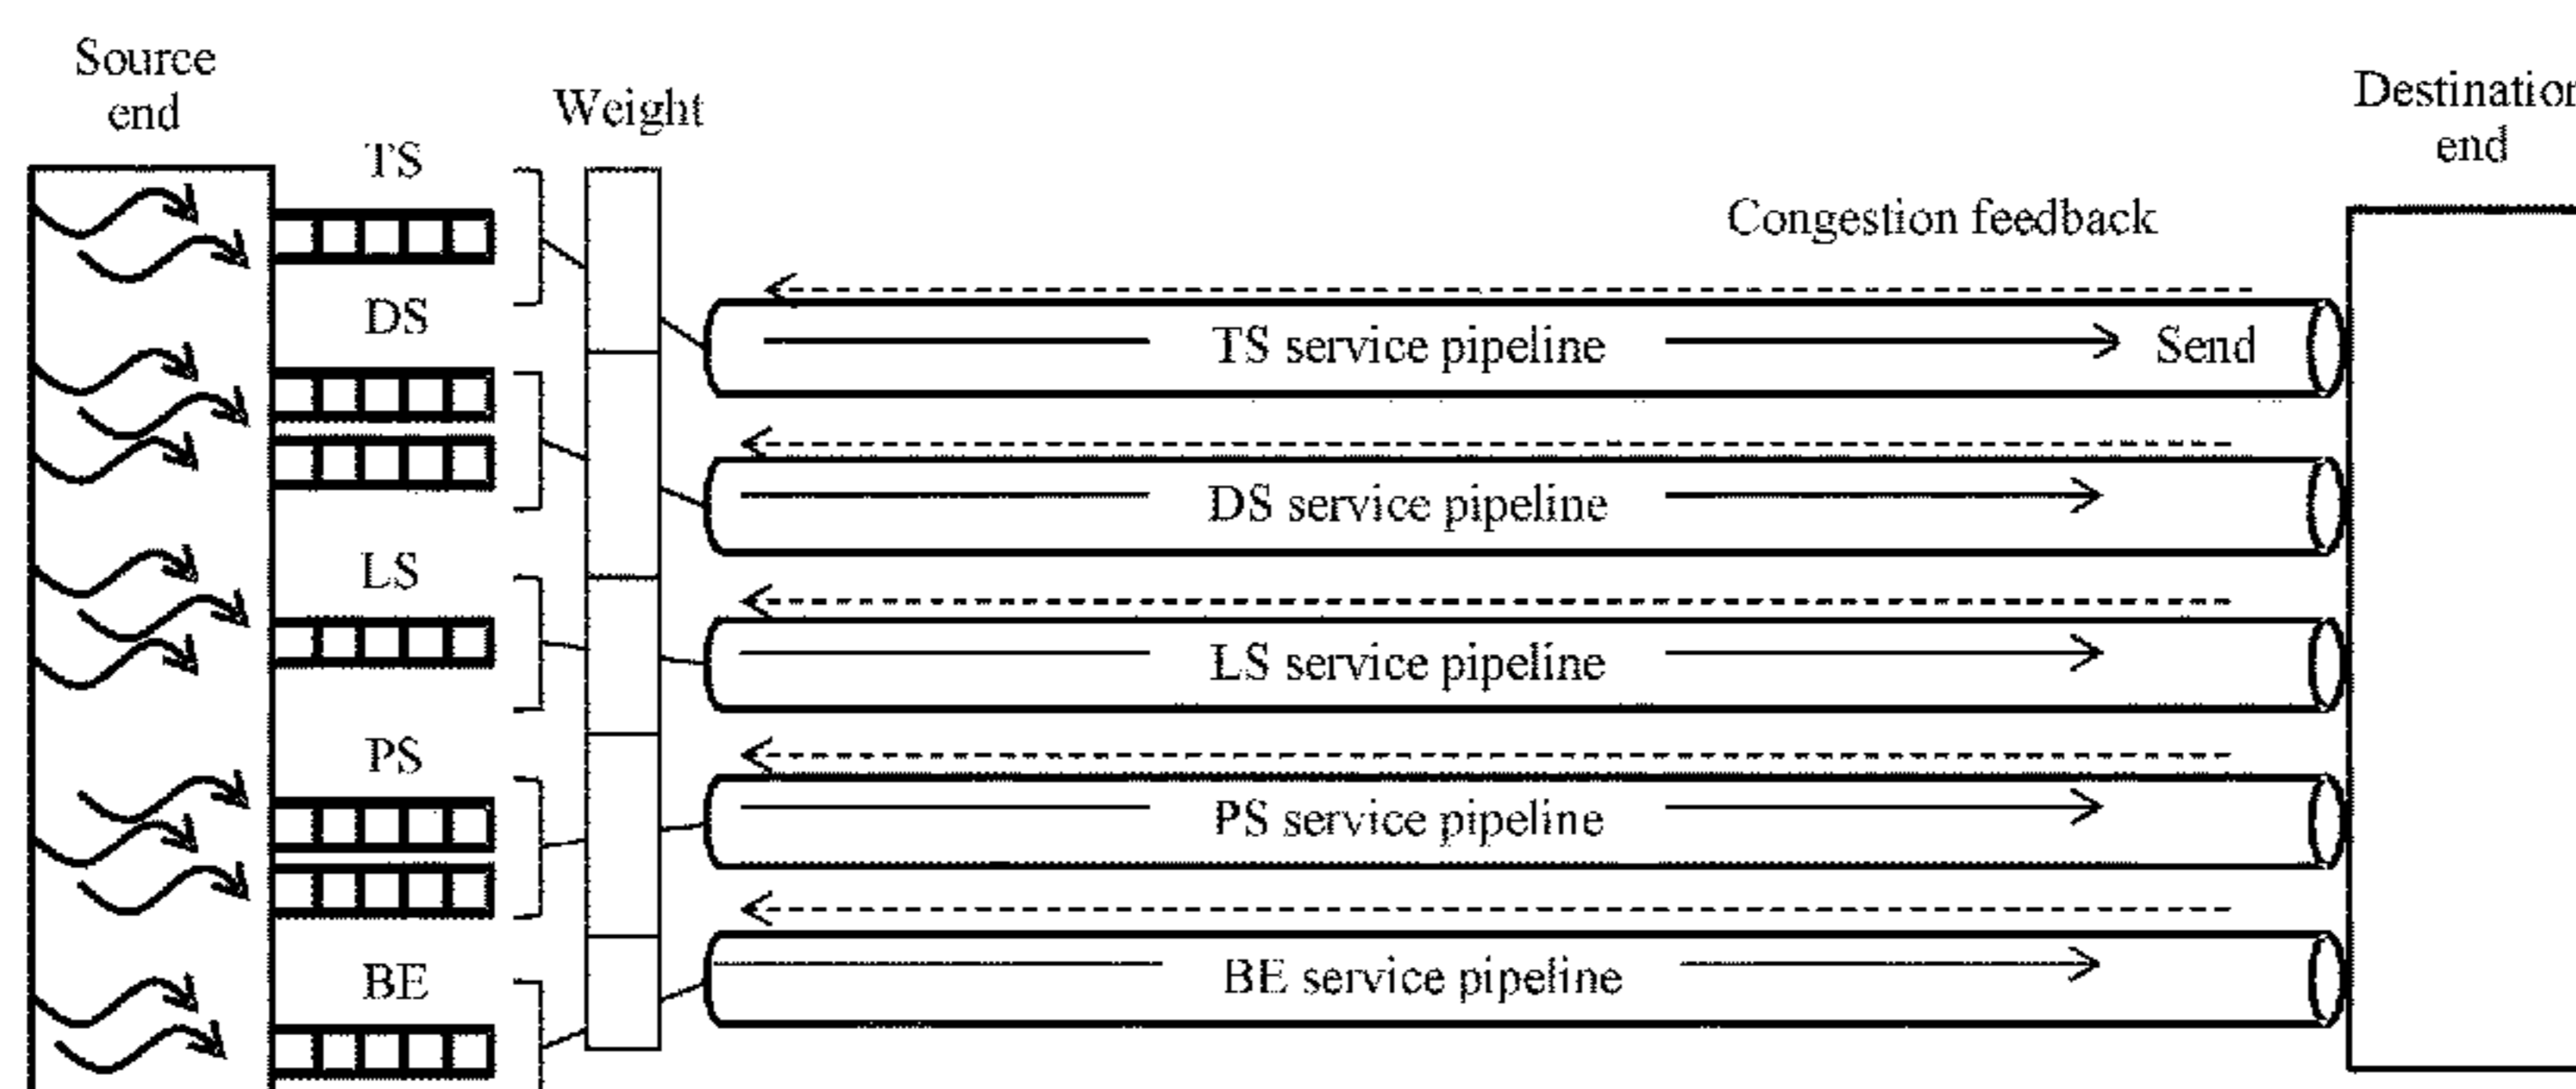 Source
end
Weight
Destination
end
TS
Congestion feedback
DS
TS service pipeline
Send
DS service pipeline
LS
LS service pipeline
PS
PS service pipeline
BE
BE service pipeline